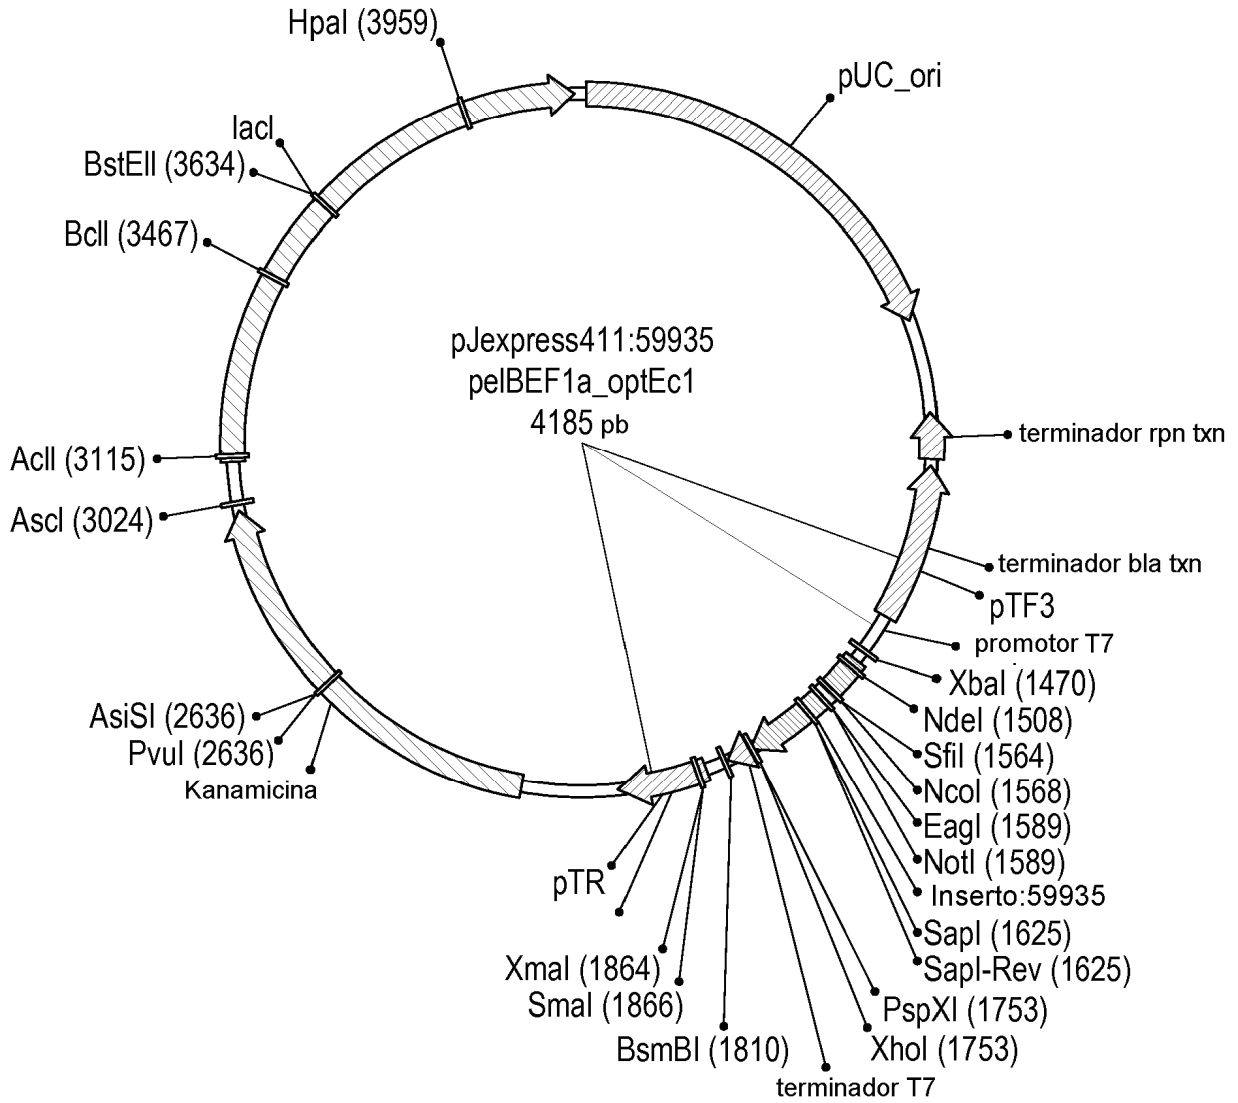 HpaI (3959)
pUC_ori
lacI
BstEII (3634)
BclI (3467)
pJexpress411:59935
pelBEF1a_optEc1
4185 pb
terminador rpn txn
AclI (3115)
AscI (3024)
terminador bla txn
pTF3
promotor T7
XbaI (1470)
NdeI (1508)
SfiI (1564)
NcoI (1568)
EagI (1589)
NotI (1589)
Inserto:59935
SapI (1625)
SapI-Rev (1625)
PspXI (1753)
XhoI (1753)
terminador T7
AsiSI (2636)
PvuI (2636)
Kanamicina
pTR
XmaI (1864)
SmaI (1866)
BsmBI (1810)